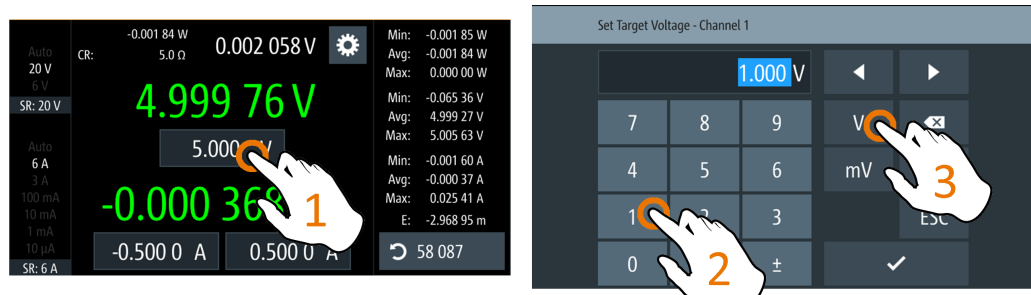 -0.001 84 W
CR: 5.0 Ω
0.002 058 V
Auto
20 V
6 V
SR: 20 V
4.999 76 V
5.000 V
Auto
6 A
3 A
100 mA
10 mA
1 mA
10 µA
SR: 6 A
-0.000 368
1
-0.500 0 A
0.500 0 A
Min: -0.001 85 W
Avg: -0.001 84 W
Max: 0.000 00 W
Min: -0.065 36 V
Avg: 4.999 27 V
Max: 5.005 63 V
Min: -0.001 60 A
Avg: -0.000 37 A
Max: 0.025 41 A
E: -2.968 95 m
58 087
Set Target Voltage - Channel 1
1.000 V
7 8 9
V
4 5 6
mV
3
1 2 3
ESC
0 ±
2